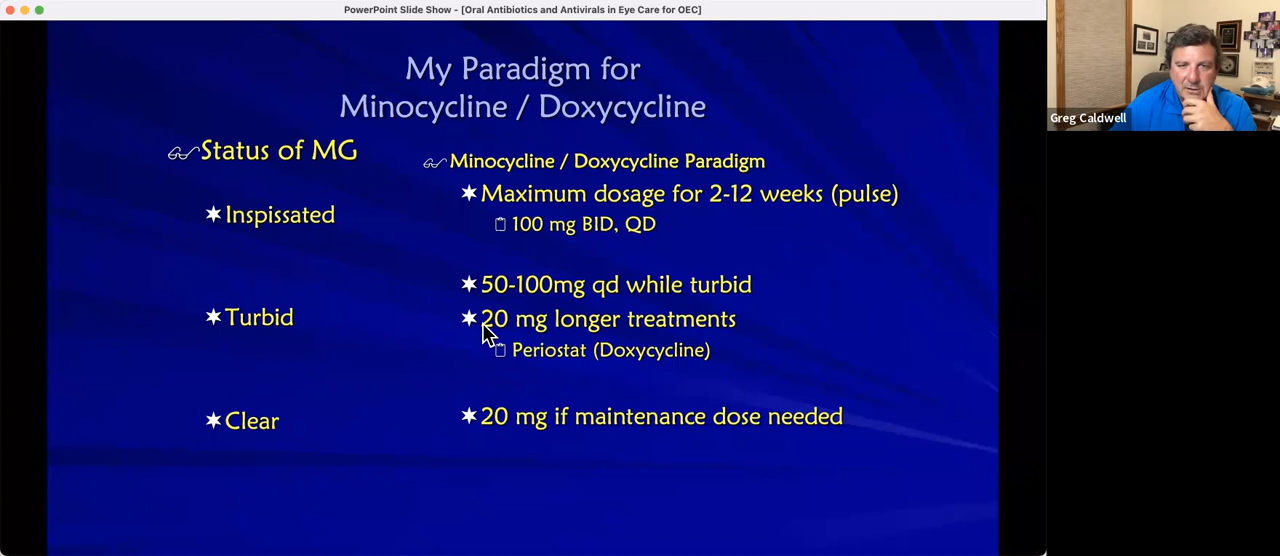 PowerPoint Slide Show - [Oral Antibiotics and Antivirals in Eye Care for OEC]
My Paradigm for
Minocycline / Doxycycline
Status of MG
Minocycline / Doxycycline Paradigm
Inspissated
Maximum dosage for 2-12 weeks (pulse)
100 mg BID, QD
Turbid
50-100mg qd while turbid
20 mg longer treatments
Periostat (Doxycycline)
Clear
20 mg if maintenance dose needed
Greg Caldwell